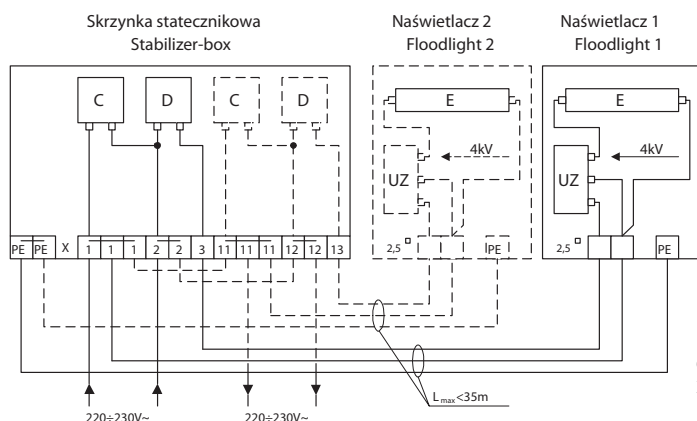 Skrzynka statecznikowa
Stabilizer-box
Naświetlacz 2
Floodlight 2
Naświetlacz 1
Floodlight 1
C
D
C
D
E
4kV
UZ
E
4kV
UZ
PE PE X 1 1 1 2 2 3 11 11 11 12 12 13
2,5
PE
2,5
PE
L max <35m
220÷230V~
220÷230V~